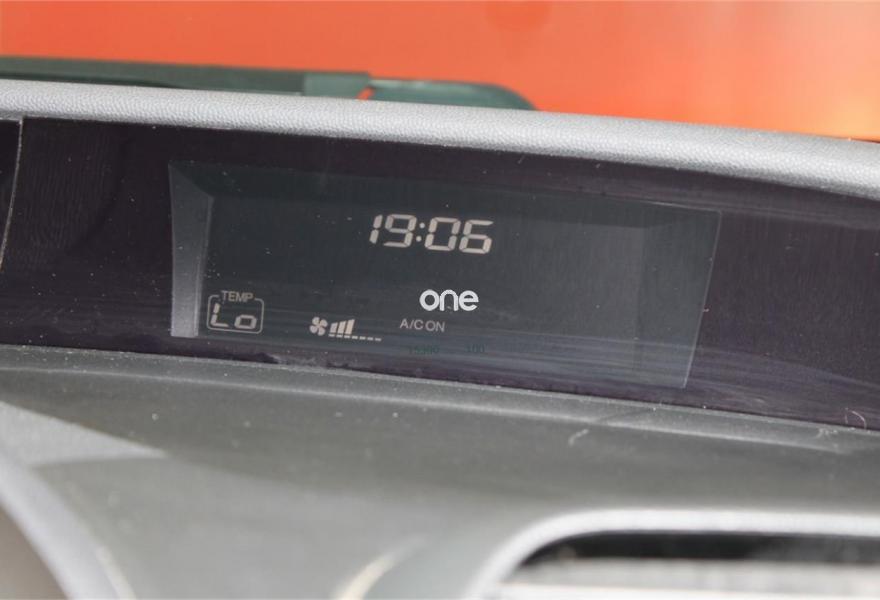 19:06
one
TEMP
Lo
A/C ON